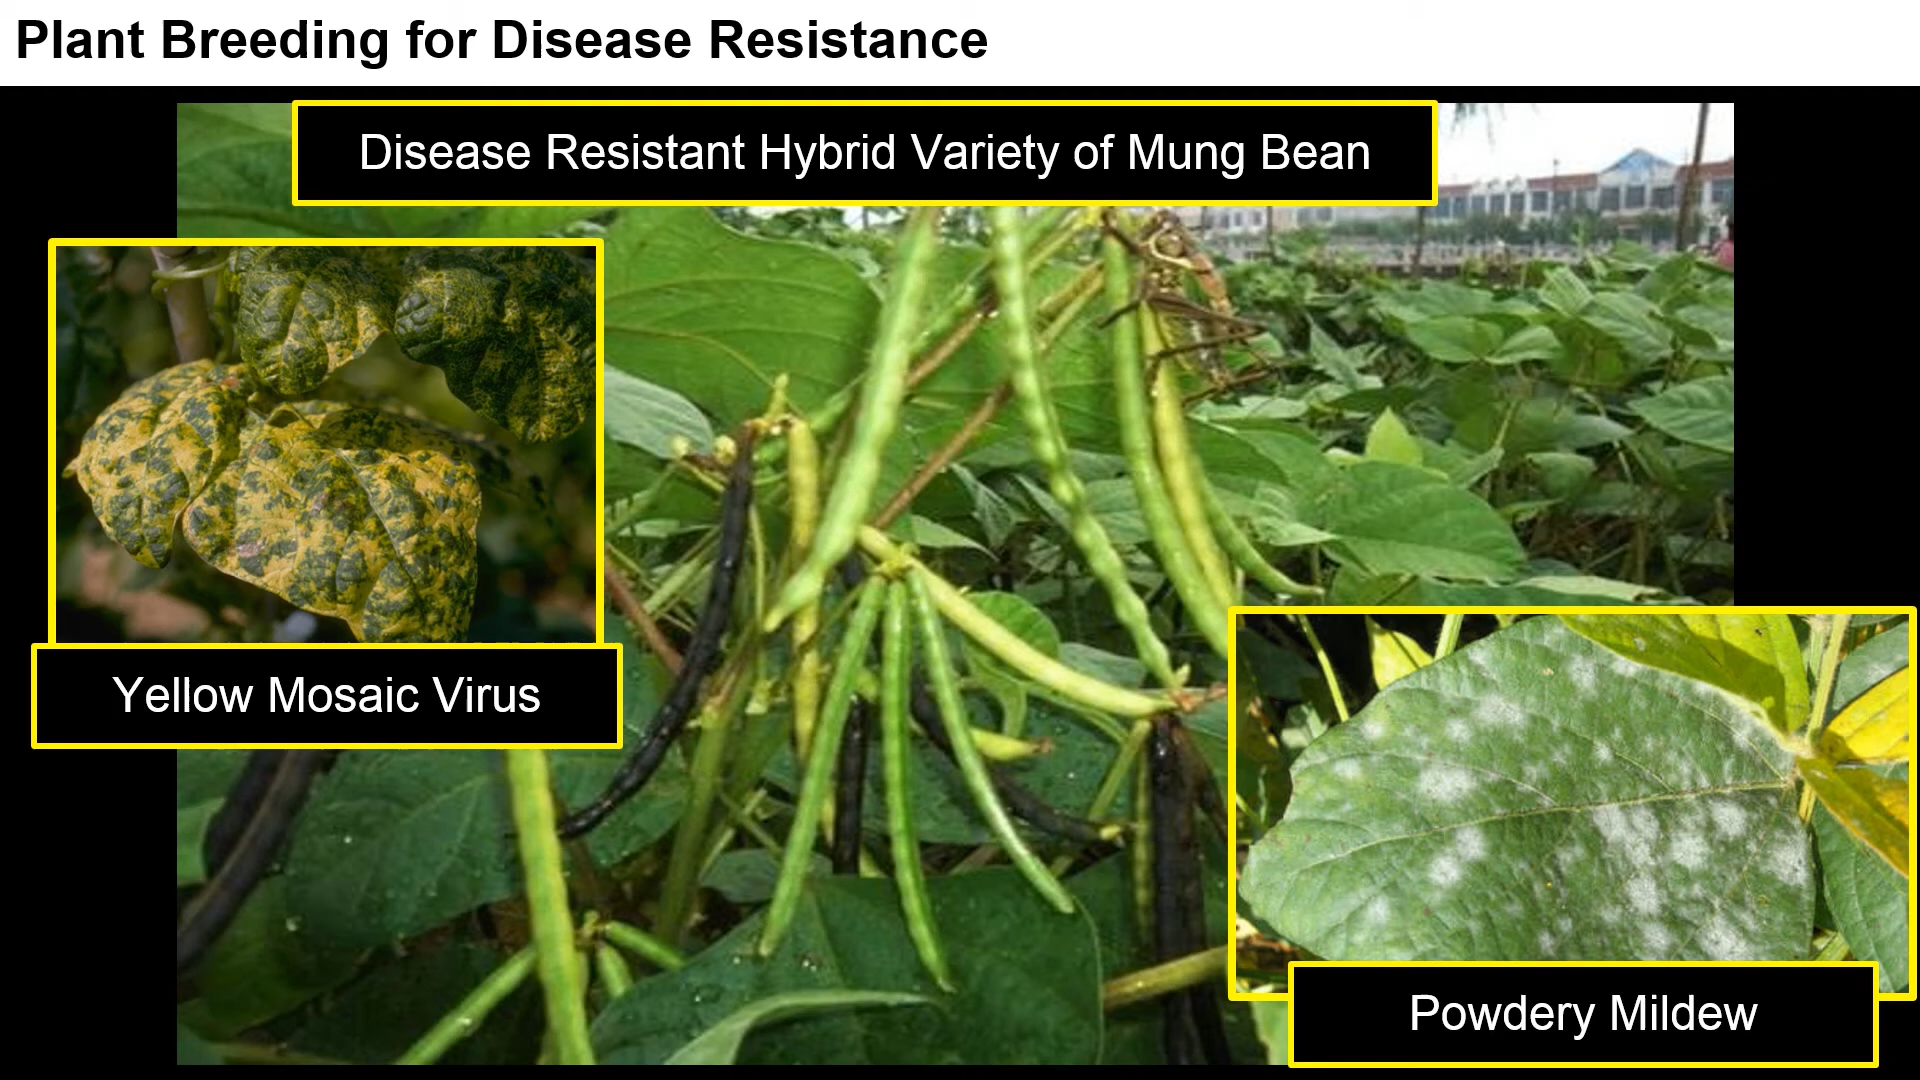 Plant Breeding for Disease Resistance
Disease Resistant Hybrid Variety of Mung Bean
Yellow Mosaic Virus
Powdery Mildew